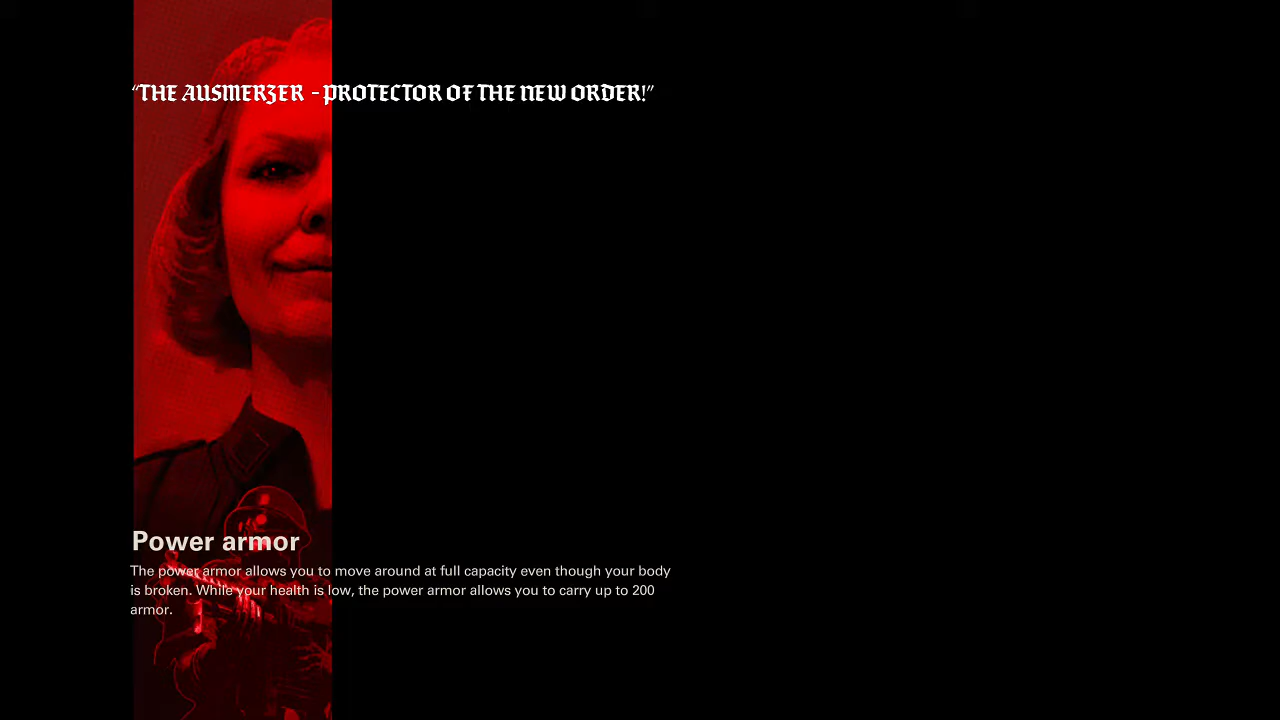 “THE AUSMERZER - PROTECTOR OF THE NEW ORDER!”
Power armor
The power armor allows you to move around at full capacity even though your body
is broken. While your health is low, the power armor allows you to carry up to 200
armor.